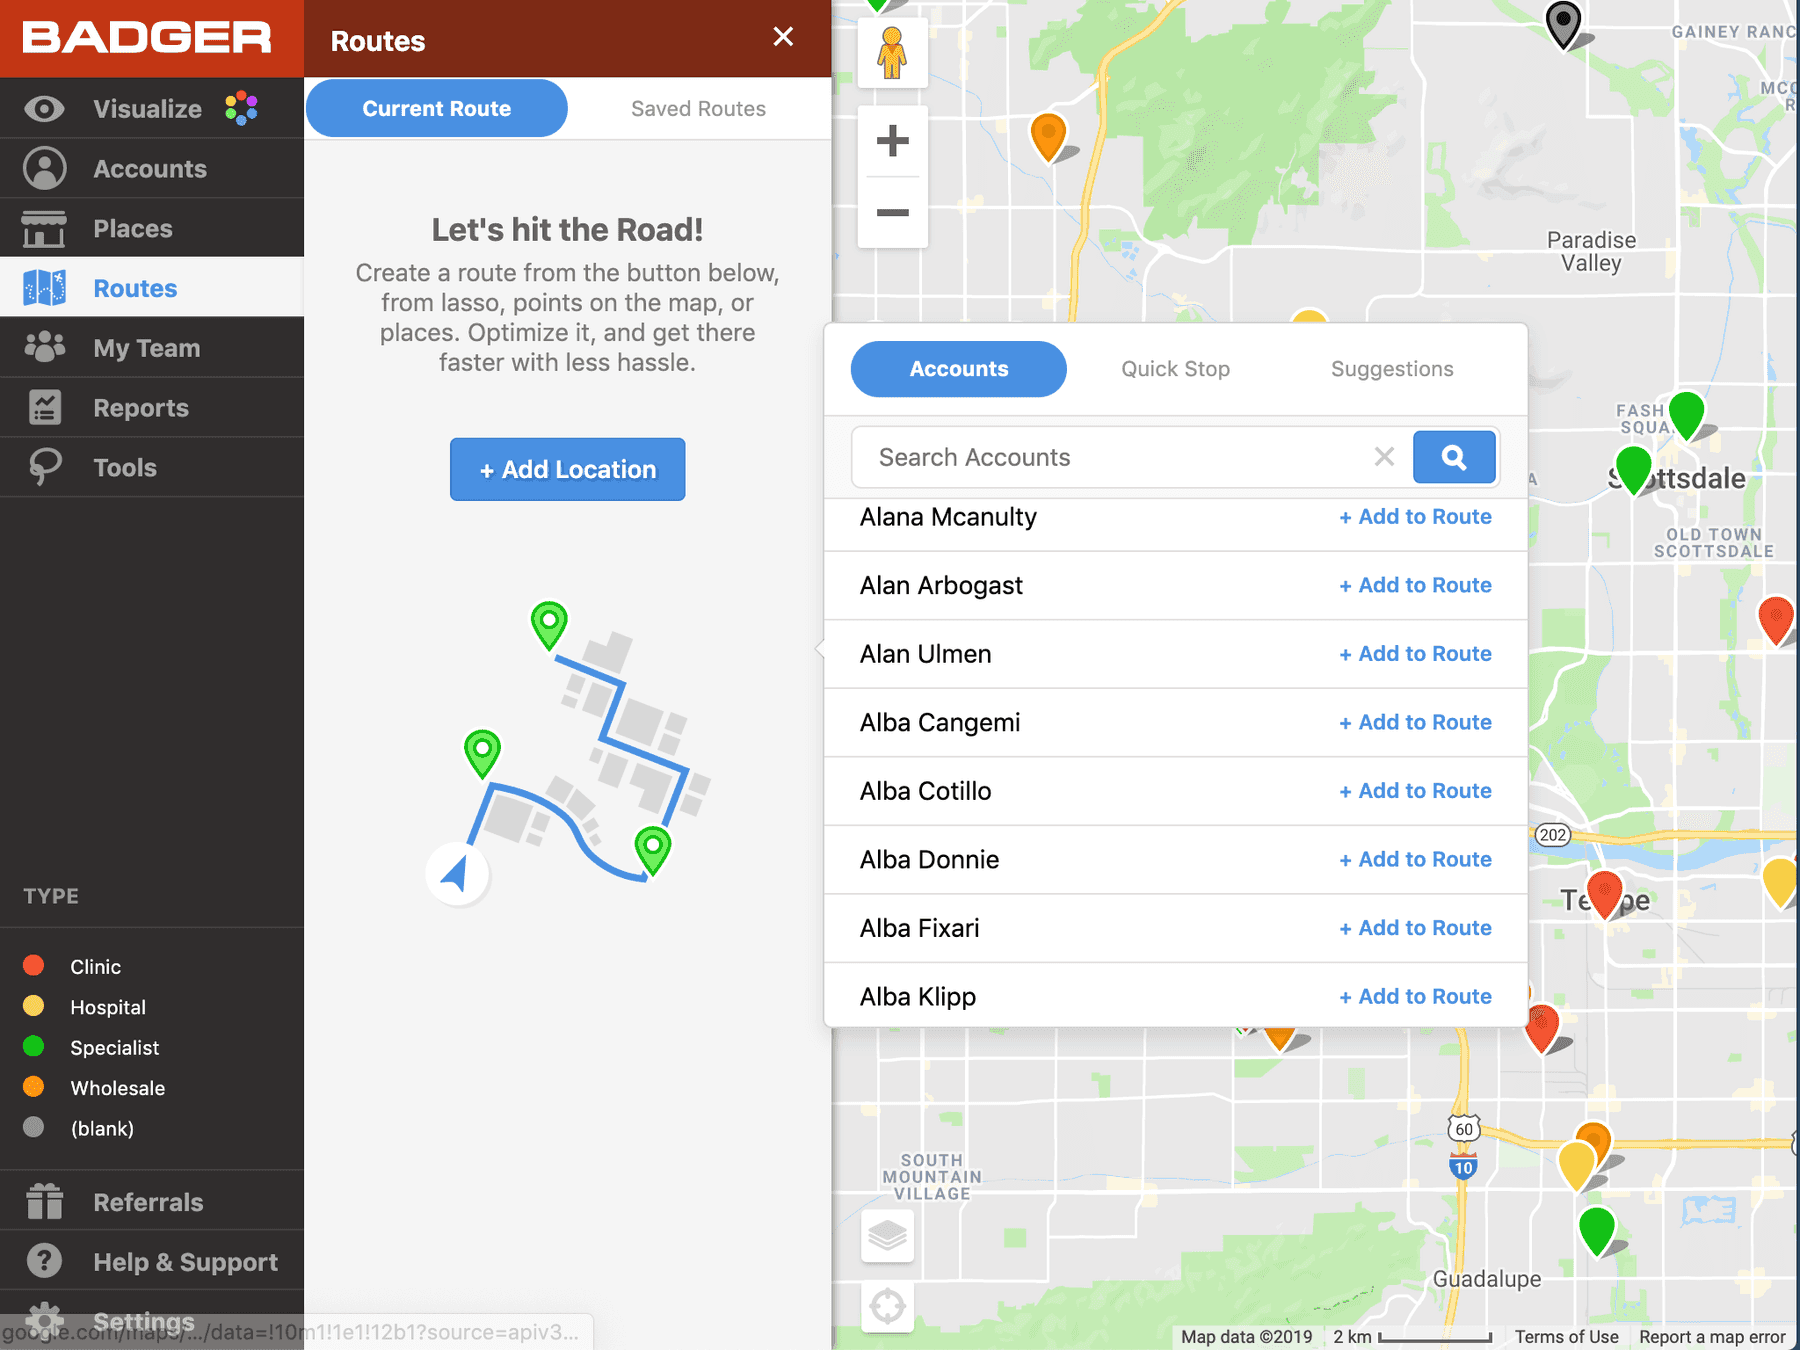 BADGER
Visualize
Accounts
Places
Routes
My Team
Reports
Tools
TYPE
Clinic
Hospital
Specialist
Wholesale
(blank)
Referrals
Help & Support
Settings
google.com/maps/.../data=!10m1!1e1!12b1?source=apiv3...
Routes
Current Route
Saved Routes
Let's hit the Road!
Create a route from the button below,
from lasso, points on the map, or
places. Optimize it, and get there
faster with less hassle.
+ Add Location
Accounts
Quick Stop
Suggestions
Search Accounts
Alana Mcanulty
+ Add to Route
Alan Arbogast
+ Add to Route
Alan Ulmen
+ Add to Route
Alba Cangemi
+ Add to Route
Alba Cotillo
+ Add to Route
Alba Donnie
+ Add to Route
Alba Fixari
+ Add to Route
Alba Klipp
+ Add to Route
GAINEY RANC
Paradise
Valley
FASH
SQUA
Scottsdale
OLD TOWN
SCOTTSDALE
202
Tempe
60
10
SOUTH
MOUNTAIN
VILLAGE
Guadalupe
Map data ©2019
2 km
Terms of Use
Report a map error